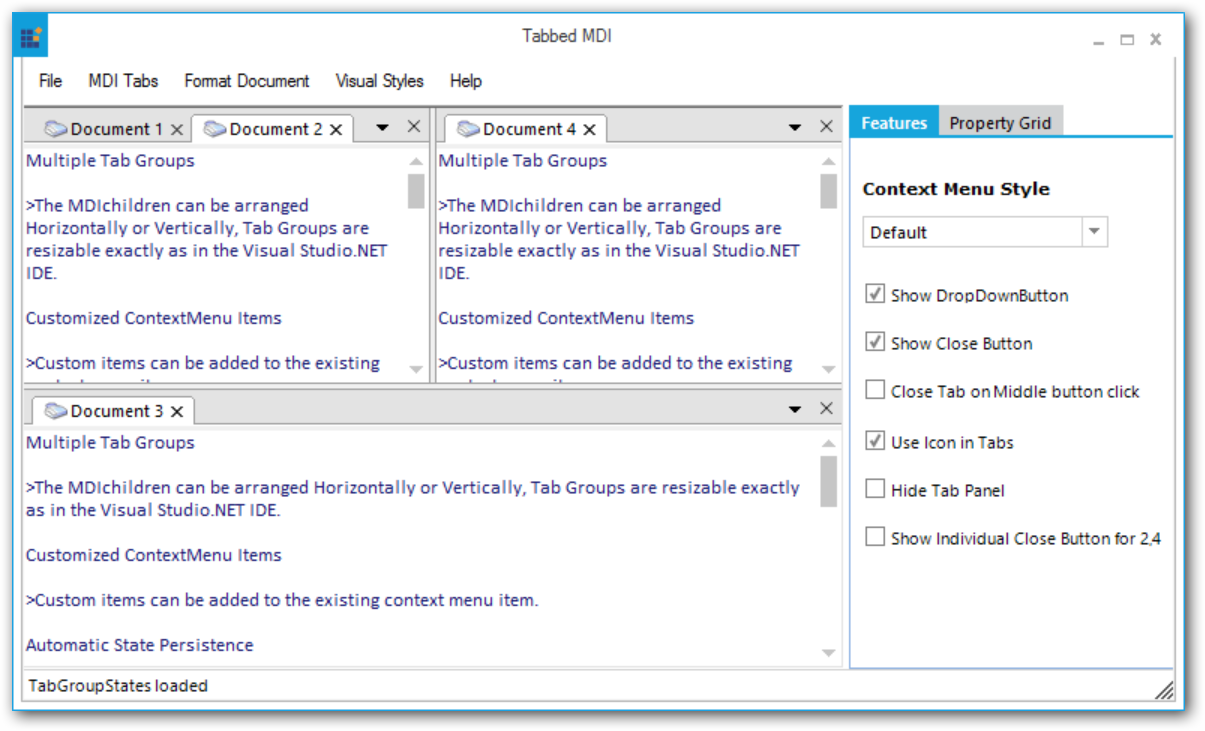 Tabbed MDI
File MDI Tabs Format Document Visual Styles Help
Document 1 Document 2
Multiple Tab Groups
>The MDIchildren can be arranged
Horizontally or Vertically, Tab Groups are
resizable exactly as in the Visual Studio.NET
IDE.
Customized ContextMenu Items
>Custom items can be added to the existing
Document 4
Multiple Tab Groups
>The MDIchildren can be arranged
Horizontally or Vertically, Tab Groups are
resizable exactly as in the Visual Studio.NET
IDE.
Customized ContextMenu Items
>Custom items can be added to the existing
Document 3
Multiple Tab Groups
>The MDIchildren can be arranged Horizontally or Vertically, Tab Groups are resizable exactly
as in the Visual Studio.NET IDE.
Customized ContextMenu Items
>Custom items can be added to the existing context menu item.
Automatic State Persistence
Features Property Grid
Context Menu Style
Default
Show DropDownButton
Show Close Button
Close Tab on Middle button click
Use Icon in Tabs
Hide Tab Panel
Show Individual Close Button for 2,4
TabGroupStates loaded